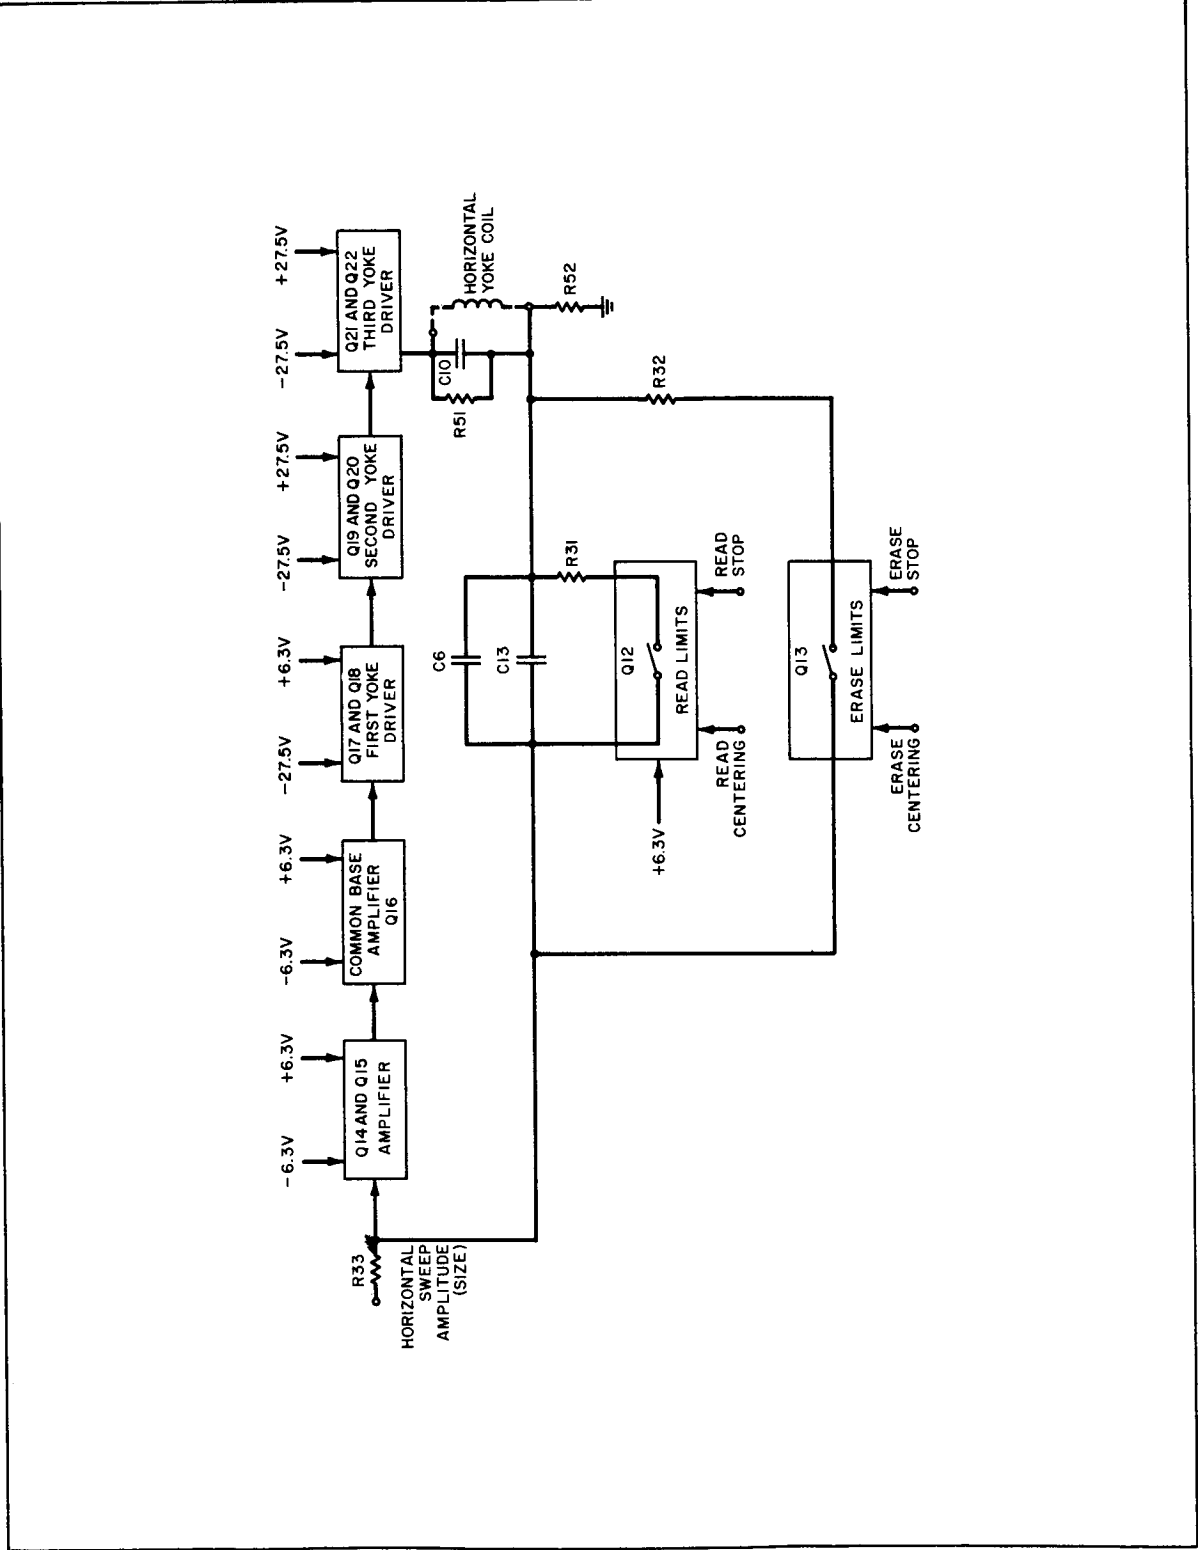 -6.3V
+6.3V
-6.3V
+6.3V
-27.5V
+6.3V
-27.5V
+27.5V
-27.5V
+27.5V
R33
HORIZONTAL
SWEEP
AMPLITUDE
(SIZE)
Q14 AND Q15
AMPLIFIER
COMMON BASE
AMPLIFIER
Q16
Q17 AND Q18
FIRST YOKE
DRIVER
Q19 AND Q20
SECOND YOKE
DRIVER
Q21 AND Q22
THIRD YOKE
DRIVER
R51
C10
HORIZONTAL
YOKE COIL
C6
C13
R52
R31
R32
Q12
READ LIMITS
+6.3V
READ
CENTERING
READ
STOP
Q13
ERASE LIMITS
ERASE
CENTERING
ERASE
STOP